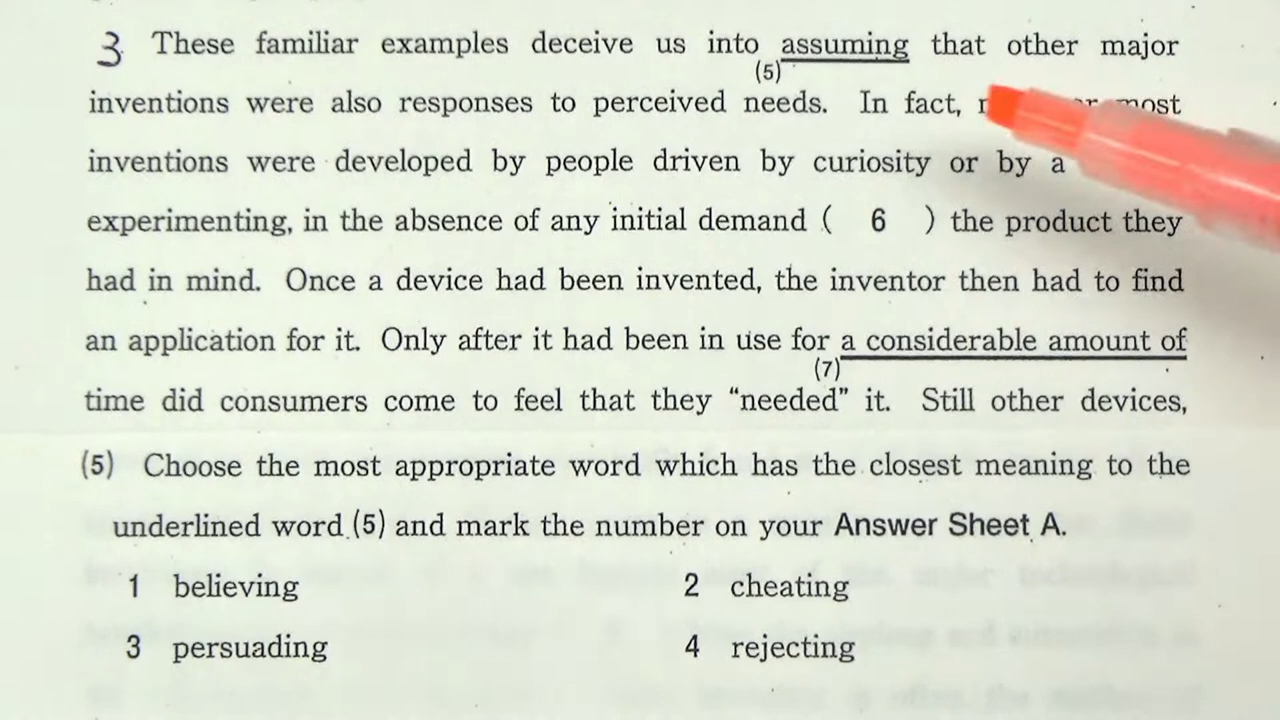 3 These familiar examples deceive us into assuming that other major
(5)
inventions were also responses to perceived needs. In fact, most
inventions were developed by people driven by curiosity or by a
experimenting, in the absence of any initial demand ( 6 ) the product they
had in mind. Once a device had been invented, the inventor then had to find
an application for it. Only after it had been in use for a considerable amount of
(7)
time did consumers come to feel that they “needed” it. Still other devices,
(5) Choose the most appropriate word which has the closest meaning to the
underlined word (5) and mark the number on your Answer Sheet A.
1 believing 2 cheating
3 persuading 4 rejecting